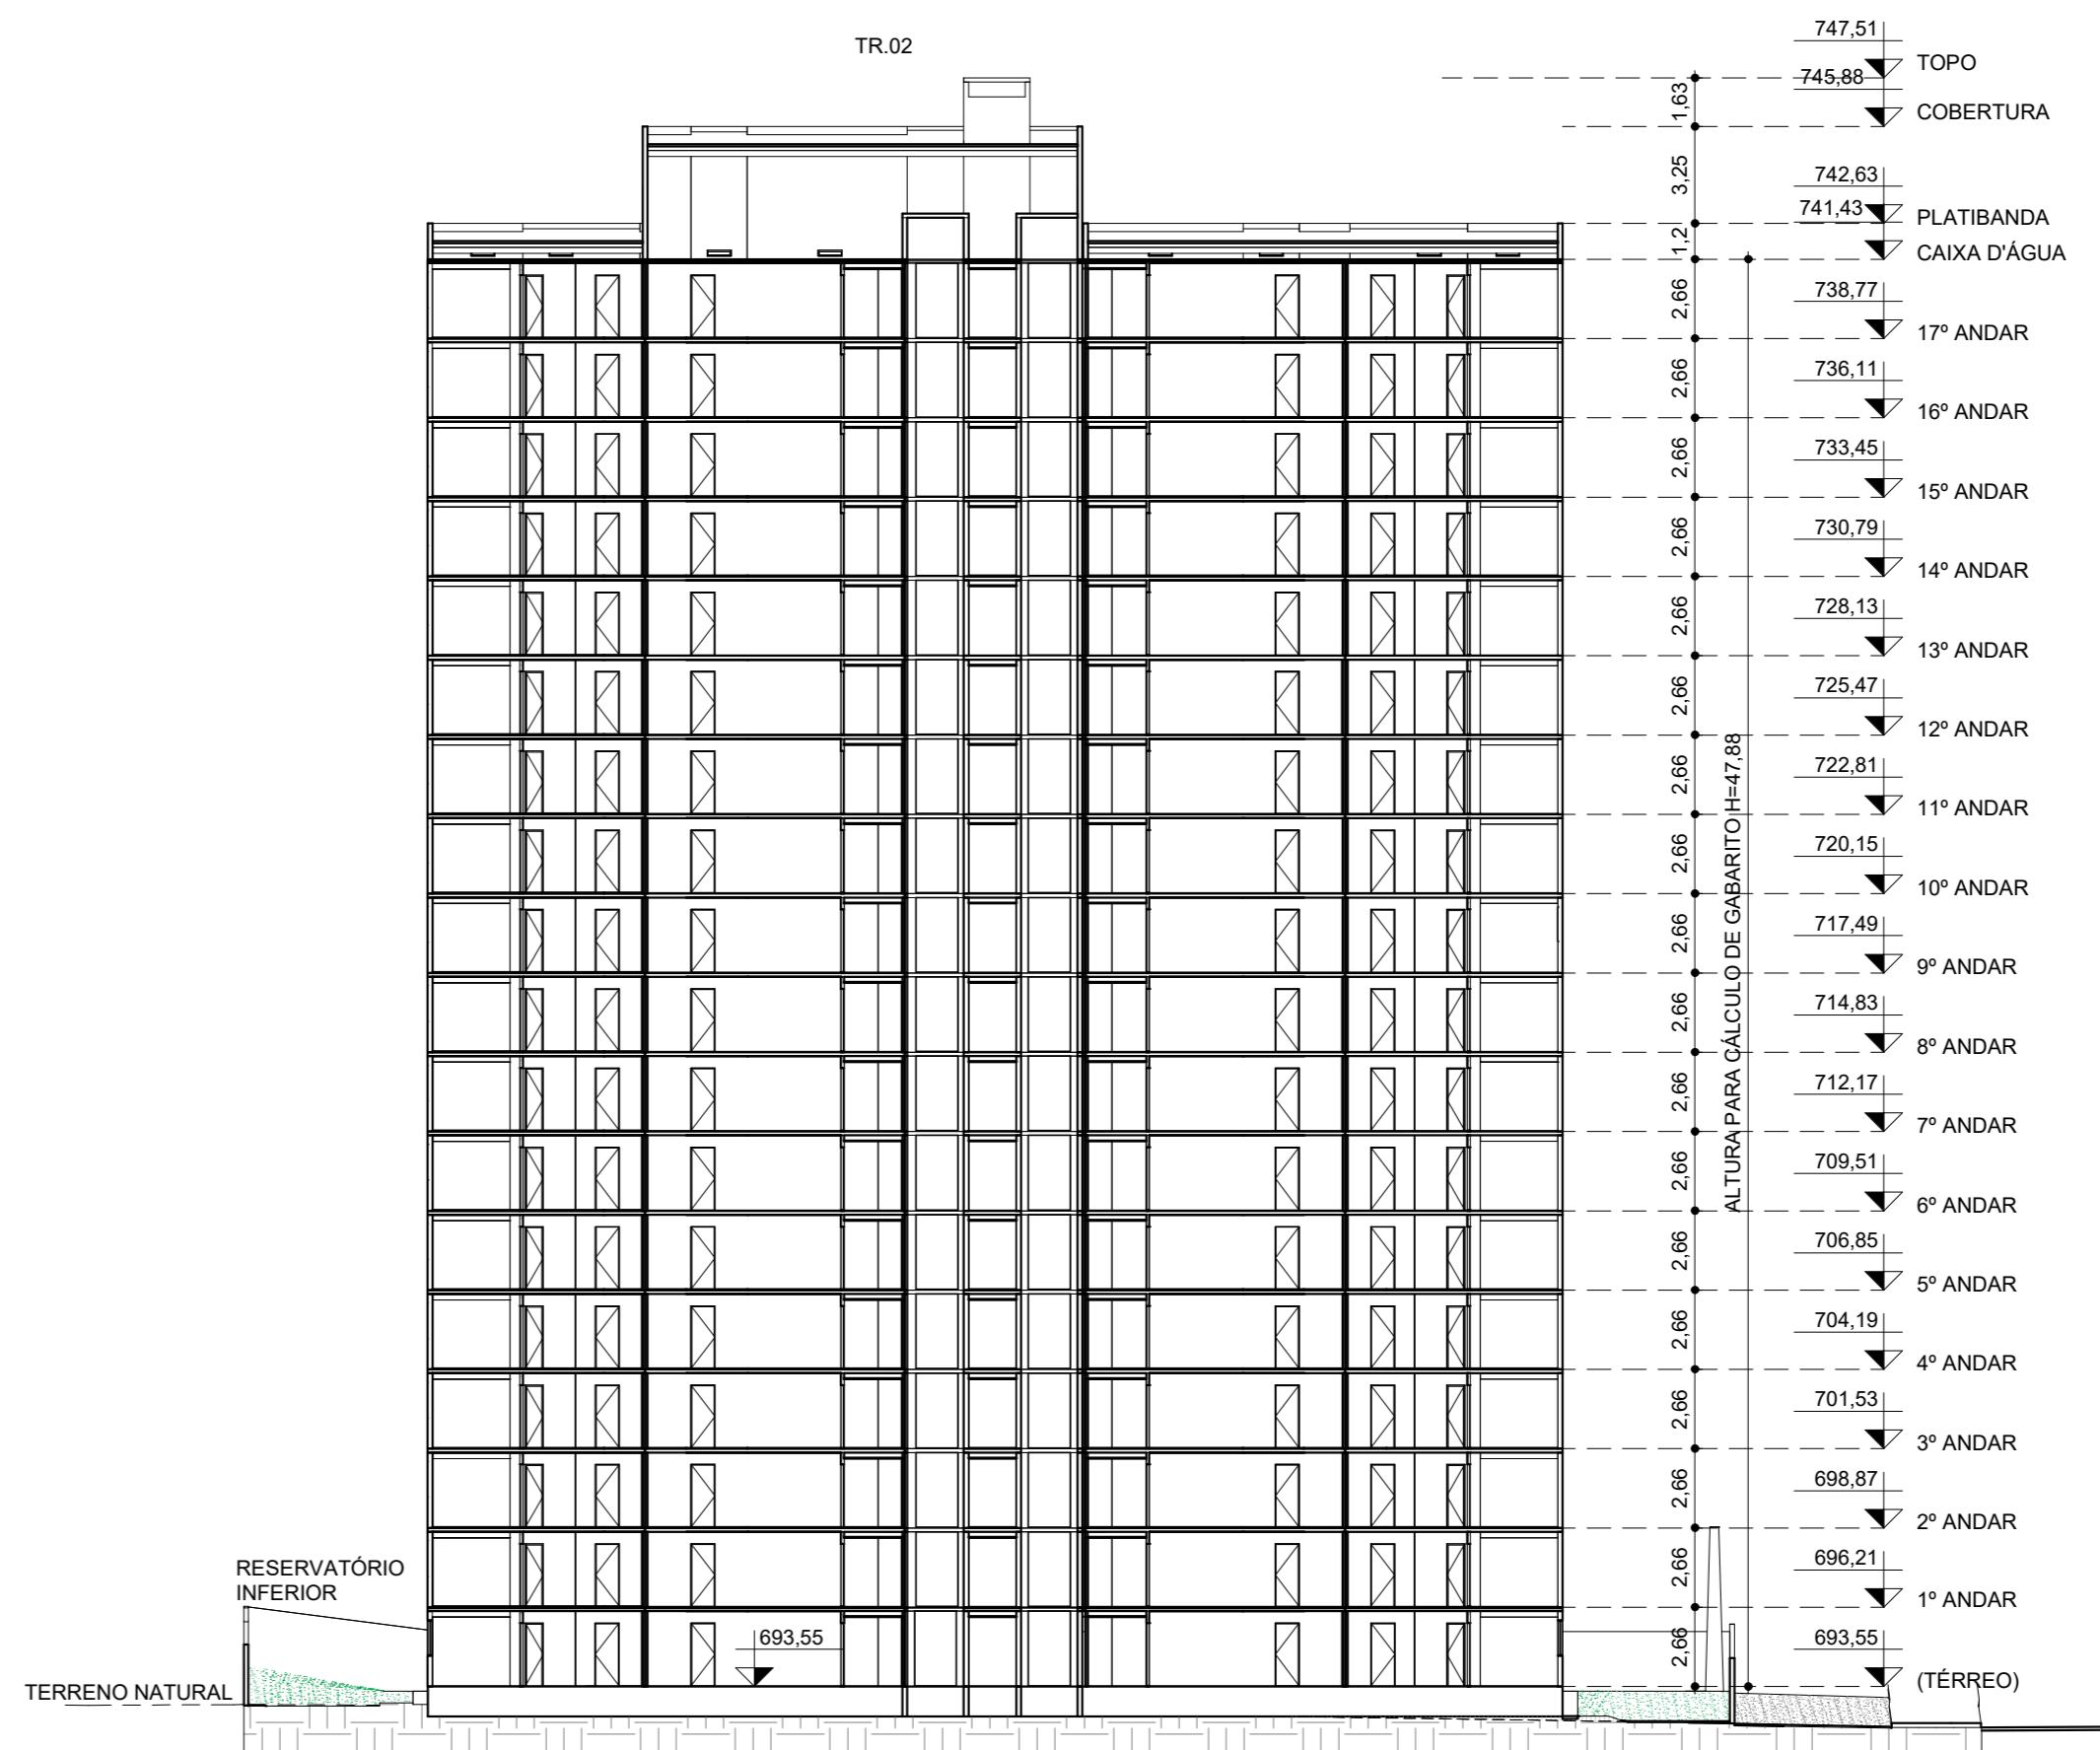 TR.02
747,51
TOPO
745,88
1,63
COBERTURA
3,25
742,63
741,43
PLATIBANDA
1,2
CAIXA D'ÁGUA
2,66
738,77
17º ANDAR
2,66
736,11
16º ANDAR
2,66
733,45
15º ANDAR
2,66
730,79
14º ANDAR
2,66
728,13
13º ANDAR
2,66
725,47
12º ANDAR
2,66
722,81
11º ANDAR
2,66
720,15
10º ANDAR
2,66
717,49
9º ANDAR
2,66
714,83
8º ANDAR
2,66
712,17
7º ANDAR
2,66
709,51
6º ANDAR
2,66
706,85
5º ANDAR
2,66
704,19
4º ANDAR
2,66
701,53
3º ANDAR
2,66
698,87
2º ANDAR
2,66
696,21
1º ANDAR
2,66
693,55
(TÉRREO)
ALTURA PARA CÁLCULO DE GABARITO H=47,88
RESERVATÓRIO
INFERIOR
693,55
TERRENO NATURAL